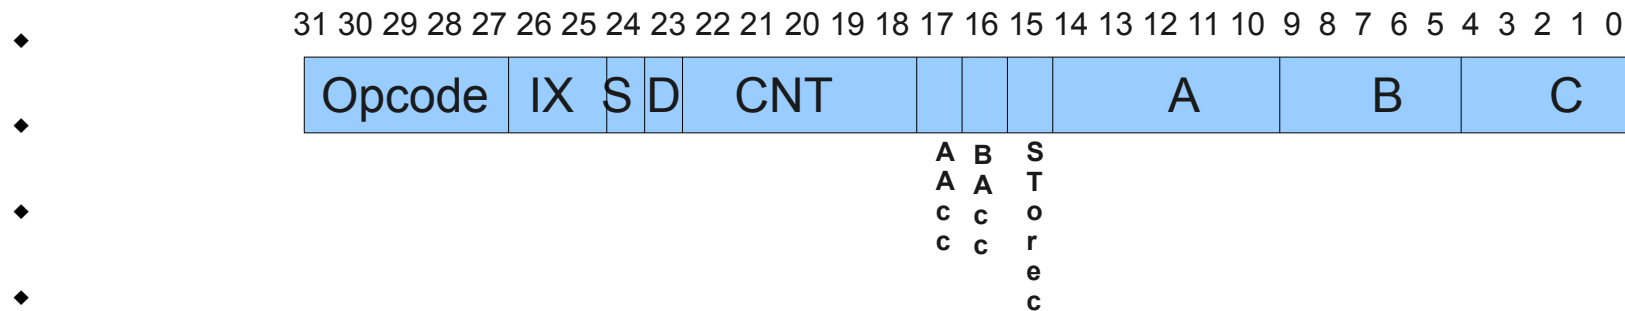 31 30 29 28 27 26 25 24 23 22 21 20 19 18 17 16 15 14 13 12 11 10 9 8 7 6 5 4 3 2 1 0
Opcode IX S D CNT A B C
AAcc
BAcc
STorec